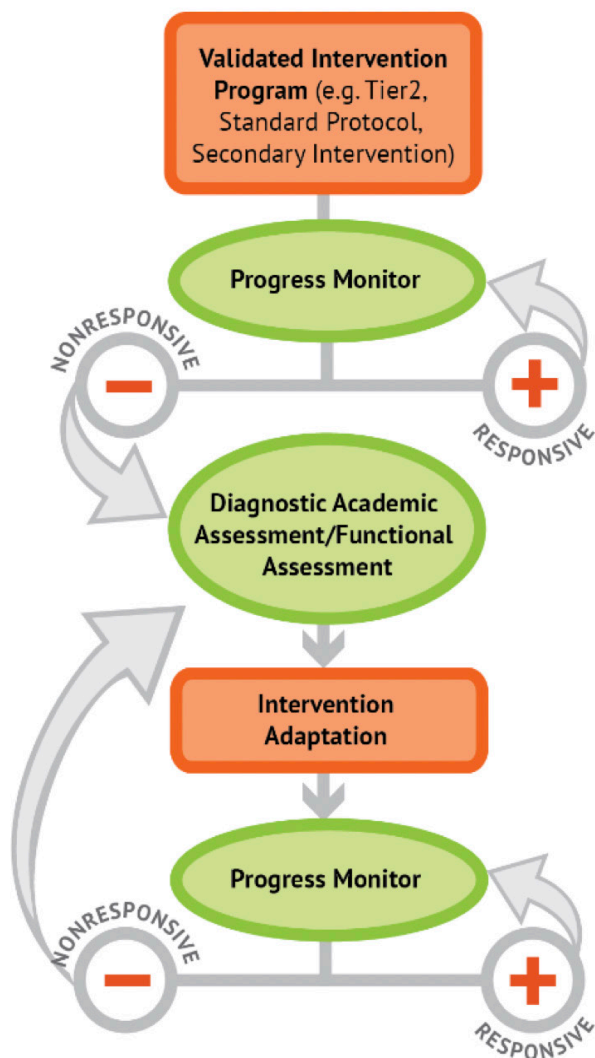 Validated Intervention
Program (e.g. Tier2,
Standard Protocol,
Secondary Intervention)
Progress Monitor
NONRESPONSIVE
RESPONSIVE
Diagnostic Academic
Assessment/Functional
Assessment
Intervention
Adaptation
Progress Monitor
NONRESPONSIVE
RESPONSIVE